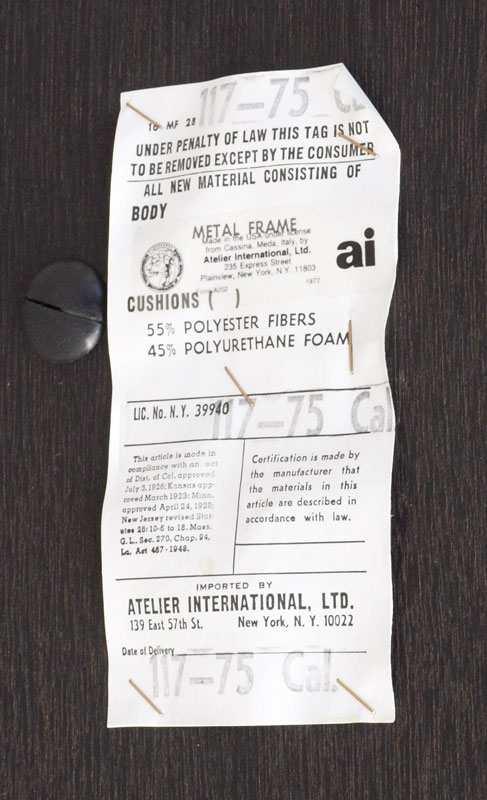 117-75 Cal.
16 MF 28
UNDER PENALTY OF LAW THIS TAG IS NOT
TO BE REMOVED EXCEPT BY THE CONSUMER
ALL NEW MATERIAL CONSISTING OF
BODY
METAL FRAME
Made in the USA under license
from Cassina, Meda, Italy, by
Atelier International, Ltd.
235 Express Street
Plainview, New York, N.Y. 11803
1977
ai
CUSHIONS ( )
55% POLYESTER FIBERS
45% POLYURETHANE FOAM
LIC. No. N.Y. 39940
117-75 Cal.
This article is made in
compliance with an act
of Dist. of Col. approved
July 3, 1926; Kansas app-
roved March 1923; Minn.
approved April 24, 1929;
New Jersey revised Stat-
utes 26:10-6 to 18. Mass.
G. L., Sec. 270, Chap. 94,
La. Act 467-1948.
Certification is made by
the manufacturer that
the materials in this
article are described in
accordance with law.
IMPORTED BY
ATELIER INTERNATIONAL, LTD.
139 East 57th St. New York, N. Y. 10022
Date of Delivery
117-75 Cal.